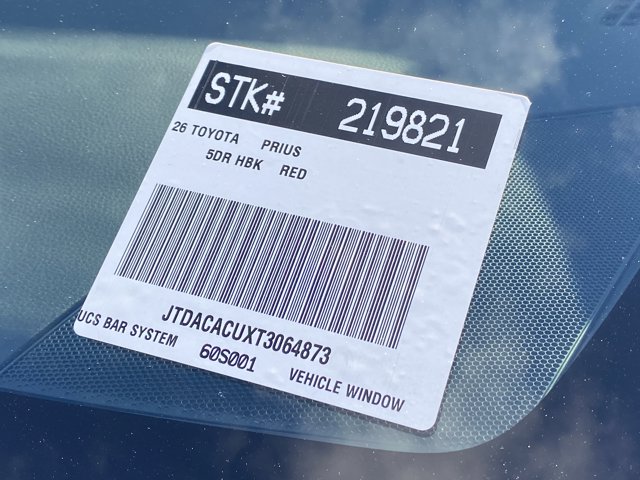 STK# 219821
26 TOYOTA PRIUS
5DR HBK RED
JTDACACUXT3064873
UCS BAR SYSTEM 60S001 VEHICLE WINDOW